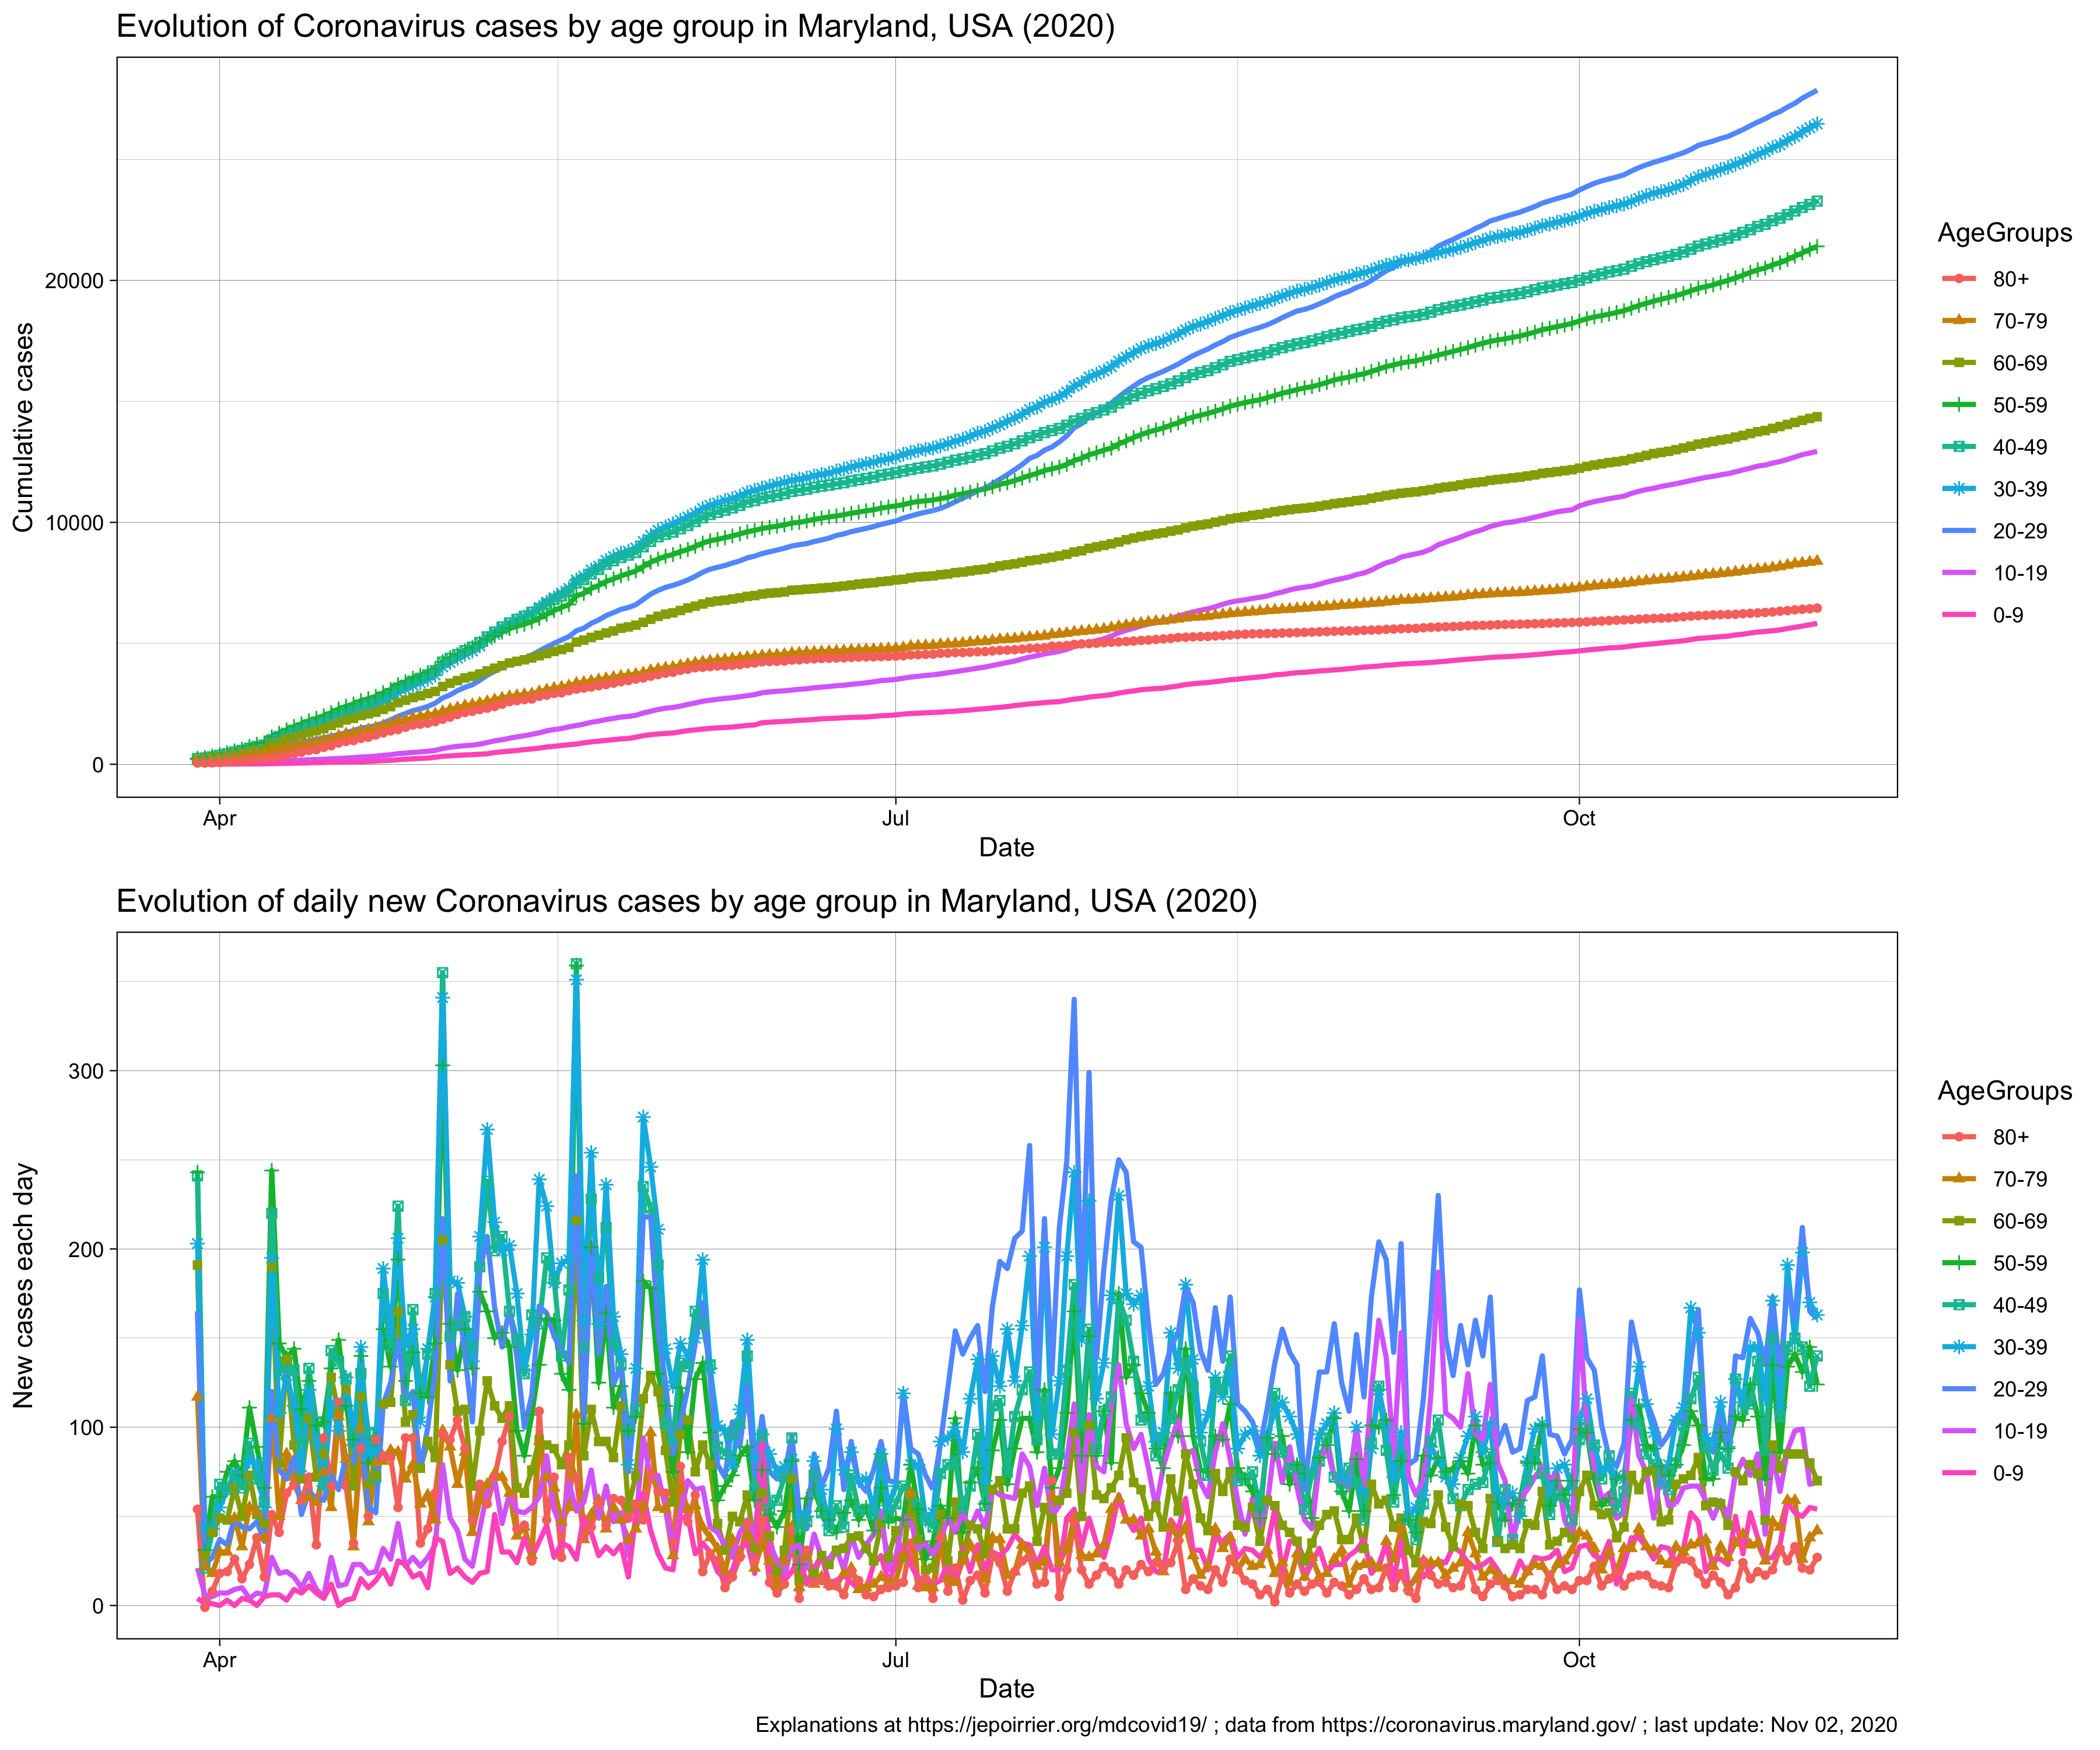 Evolution of Coronavirus cases by age group in Maryland, USA (2020)
Cumulative cases
20000
10000
0
Apr
Jul
Oct
Date
AgeGroups
80+
70-79
60-69
50-59
40-49
30-39
20-29
10-19
0-9
Evolution of daily new Coronavirus cases by age group in Maryland, USA (2020)
New cases each day
300
200
100
0
Apr
Jul
Oct
Date
AgeGroups
80+
70-79
60-69
50-59
40-49
30-39
20-29
10-19
0-9
Explanations at https://jepoirrier.org/mdcovid19/ ; data from https://coronavirus.maryland.gov/ ; last update: Nov 02, 2020